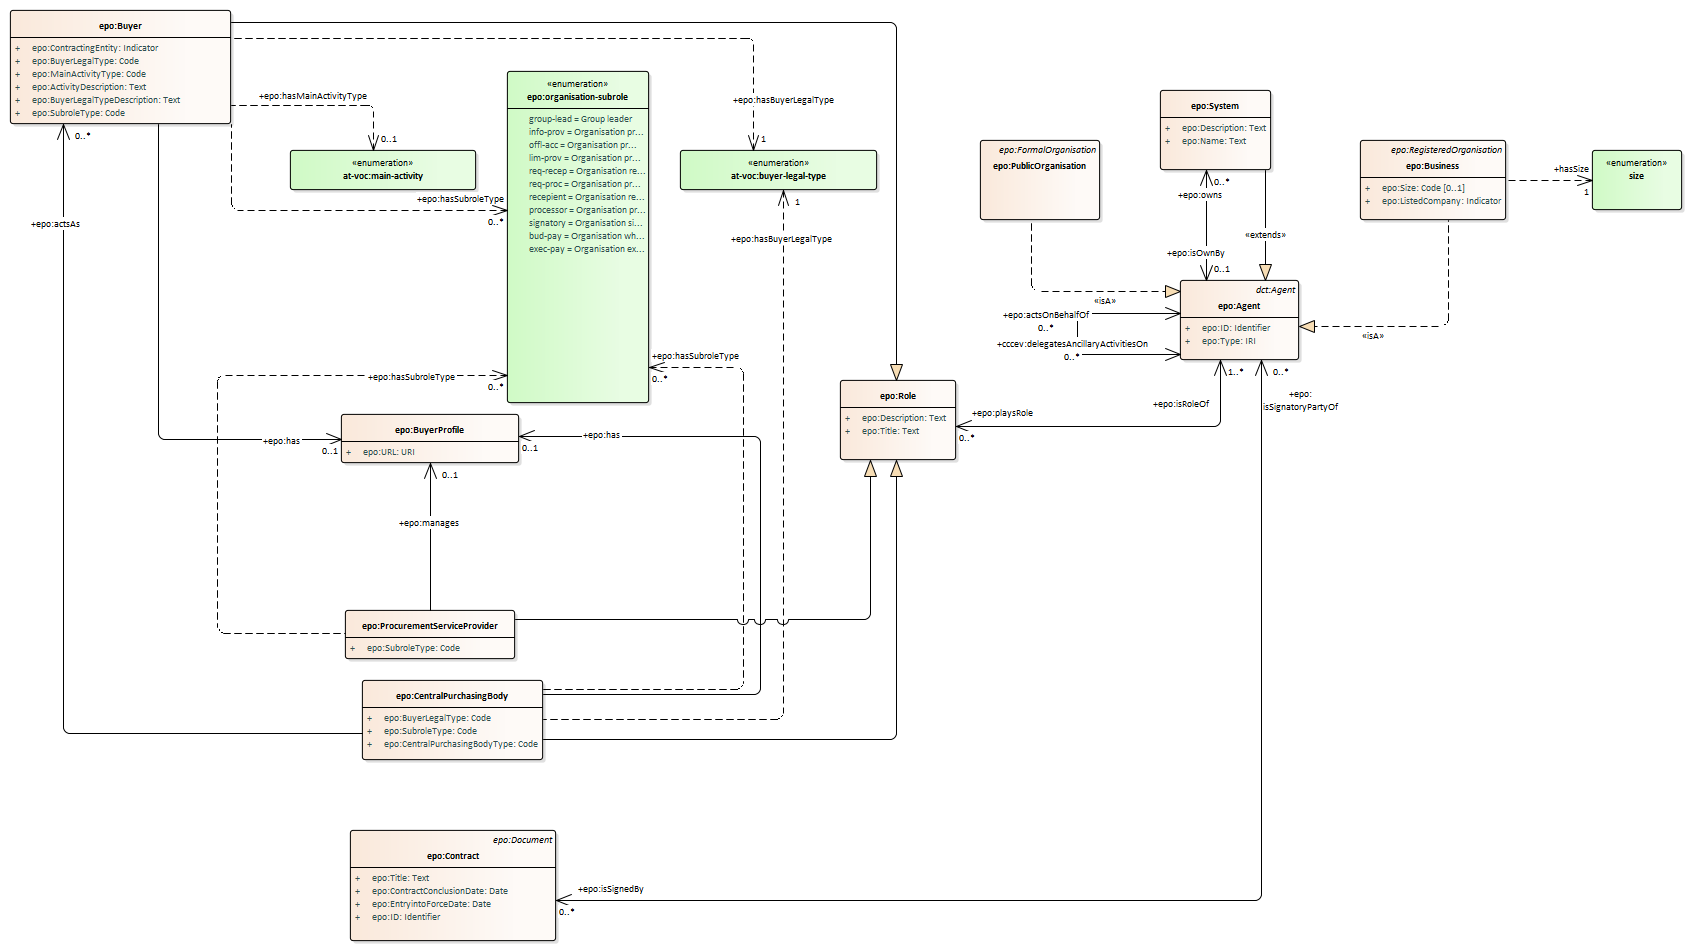 epo:Buyer
+ epo:ContractingEntity: Indicator
+ epo:BuyerLegalType: Code
+ epo:MainActivityType: Code
+ epo:ActivityDescription: Text
+ epo:BuyerLegalTypeDescription: Text
+ epo:SubroleType: Code
0..*
+epo:actsAs
+epo:hasMainActivityType
0..1
«enumeration»
at-voc:main-activity
+epo:hasSubroleType
0..*
«enumeration»
epo:organisation-subrole
group-lead = Group leader
info-prov = Organisation pr...
offl-acc = Organisation pr...
lim-prov = Organisation pr...
req-recep = Organisation re...
req-proc = Organisation pr...
recepient = Organisation re...
processor = Organisation pr...
signatory = Organisation si...
bud-pay = Organisation wh...
exec-pay = Organisation ex...
+epo:hasBuyerLegalType
1
«enumeration»
at-voc:buyer-legal-type
1
+epo:hasBuyerLegalType
epo:FormalOrganisation
epo:PublicOrganisation
epo:System
+ epo:Description: Text
+ epo:Name: Text
0..*
+epo:owns
«extends»
+epo:isOwnBy
0..1
epo:RegisteredOrganisation
epo:Business
+ epo:Size: Code [0..1]
+ epo:ListedCompany: Indicator
+hasSize
1
«enumeration»
size
dct:Agent
epo:Agent
+ epo:ID: Identifier
+ epo:Type: IRI
«isA»
«isA»
+epo:actsOnBehalfOf
0..*
+cccev:delegatesAncillaryActivitiesOn
0..*
1..*
0..*
+epo:isRoleOf
+epo:
isSignatoryPartyOf
epo:Role
+ epo:Description: Text
+ epo:Title: Text
+epo:playsRole
0..*
+epo:hasSubroleType
0..*
+epo:hasSubroleType
0..*
epo:BuyerProfile
+ epo:URL: URI
+epo:has
0..1
+epo:has
0..1
0..1
+epo:manages
epo:ProcurementServiceProvider
+ epo:SubroleType: Code
epo:CentralPurchasingBody
+ epo:BuyerLegalType: Code
+ epo:SubroleType: Code
+ epo:CentralPurchasingBodyType: Code
epo:Document
epo:Contract
+ epo:Title: Text
+ epo:ContractConclusionDate: Date
+ epo:EntryintoForceDate: Date
+ epo:ID: Identifier
+epo:isSignedBy
0..*